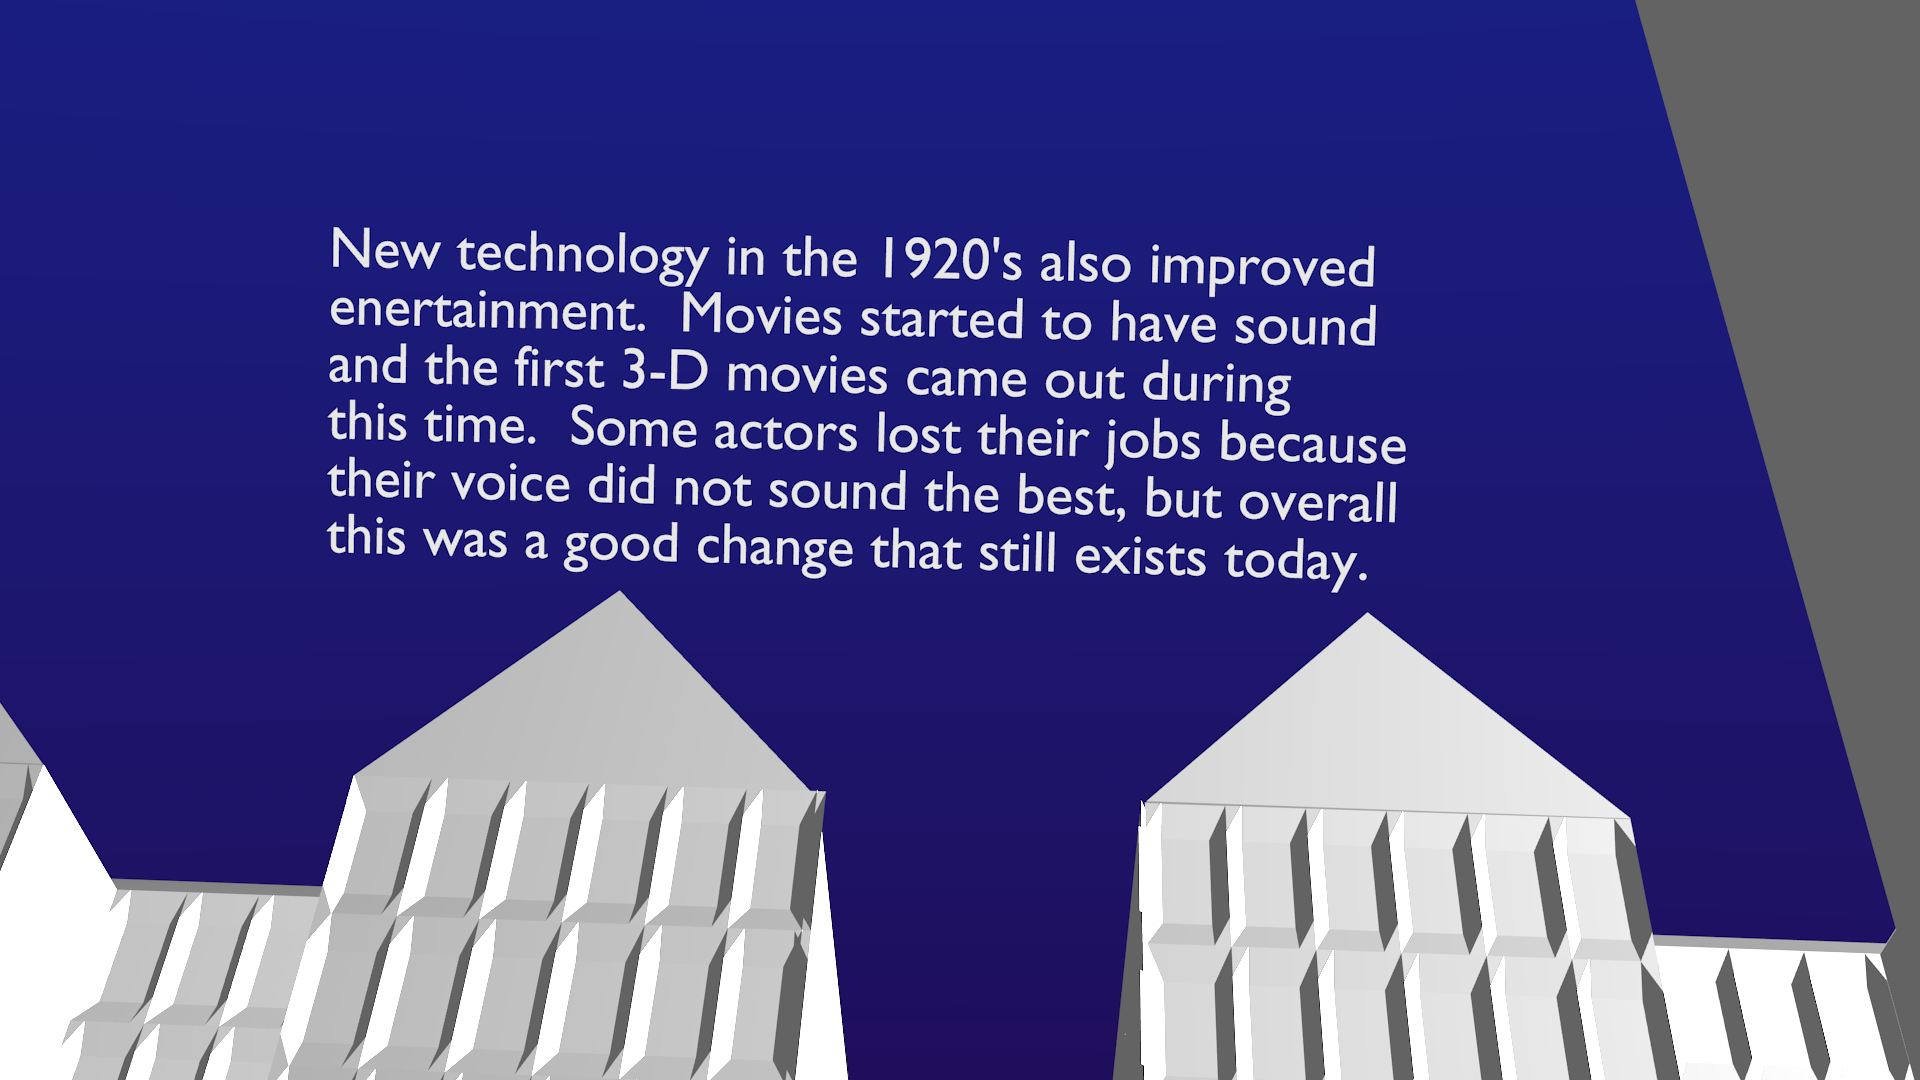 New technology in the 1920's also improved
enertainment.  Movies started to have sound
and the first 3-D movies came out during
this time.  Some actors lost their jobs because
their voice did not sound the best, but overall
this was a good change that still exists today.